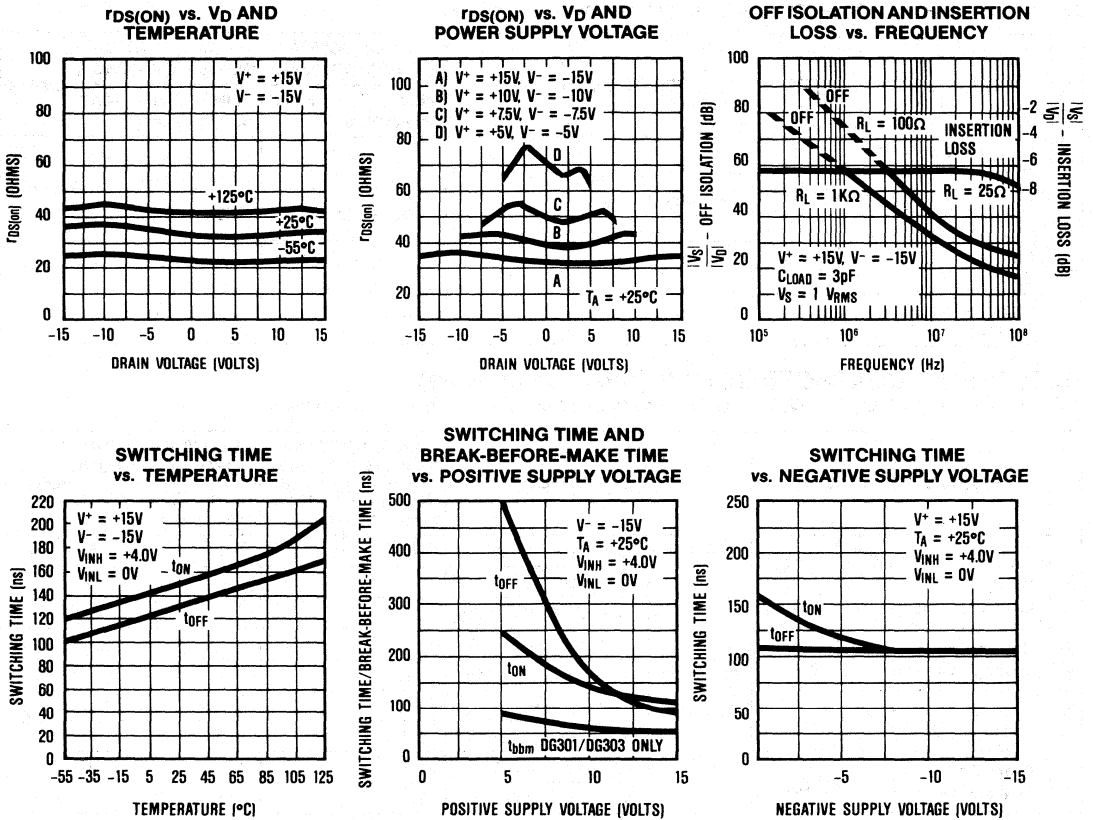 rDS(ON) vs. VD AND
TEMPERATURE
100
80
60
40
20
0
rDS(on) (OHMS)
V+ = +15V
V– = –15V
+125°C
+25°C
–55°C
–15 –10 –5 0 5 10 15
DRAIN VOLTAGE (VOLTS)
rDS(ON) vs. VD AND
POWER SUPPLY VOLTAGE
100
80
60
40
20
rDS(on) (OHMS)
A) V+ = +15V, V– = –15V
B) V+ = +10V, V– = –10V
C) V+ = +7.5V, V– = –7.5V
D) V+ = +5V, V– = –5V
D
C
B
A
TA = +25°C
–15 –10 –5 0 5 10 15
DRAIN VOLTAGE (VOLTS)
OFF ISOLATION AND INSERTION
LOSS vs. FREQUENCY
100
80
60
40
20
0
|VS|/|VD| – OFF ISOLATION (dB)
OFF
OFF
RL = 100Ω
INSERTION
LOSS
RL = 1KΩ
RL = 25Ω
V+ = +15V, V– = –15V
CLOAD = 3pF
VS = 1 VRMS
–2
–4
–6
–8
|VS|/|VD| – INSERTION LOSS (dB)
10⁵ 10⁶ 10⁷ 10⁸
FREQUENCY (Hz)
SWITCHING TIME
vs. TEMPERATURE
220
200
180
160
140
120
100
80
60
40
20
0
SWITCHING TIME (ns)
V+ = +15V
V– = –15V
VINH = +4.0V
VINL = 0V
tON
tOFF
–55 –35 –15 5 25 45 65 85 105 125
TEMPERATURE (°C)
SWITCHING TIME AND
BREAK-BEFORE-MAKE TIME
vs. POSITIVE SUPPLY VOLTAGE
500
400
300
200
100
0
SWITCHING TIME/BREAK-BEFORE-MAKE TIME (ns)
V– = –15V
TA = +25°C
VINH = +4.0V
VINL = 0V
tOFF
tON
tbbm DG301/DG303 ONLY
0 5 10 15
POSITIVE SUPPLY VOLTAGE (VOLTS)
SWITCHING TIME
vs. NEGATIVE SUPPLY VOLTAGE
250
200
150
100
50
0
SWITCHING TIME (ns)
V+ = +15V
TA = +25°C
VINH = +4.0V
VINL = 0V
tON
tOFF
–5 –10 –15
NEGATIVE SUPPLY VOLTAGE (VOLTS)